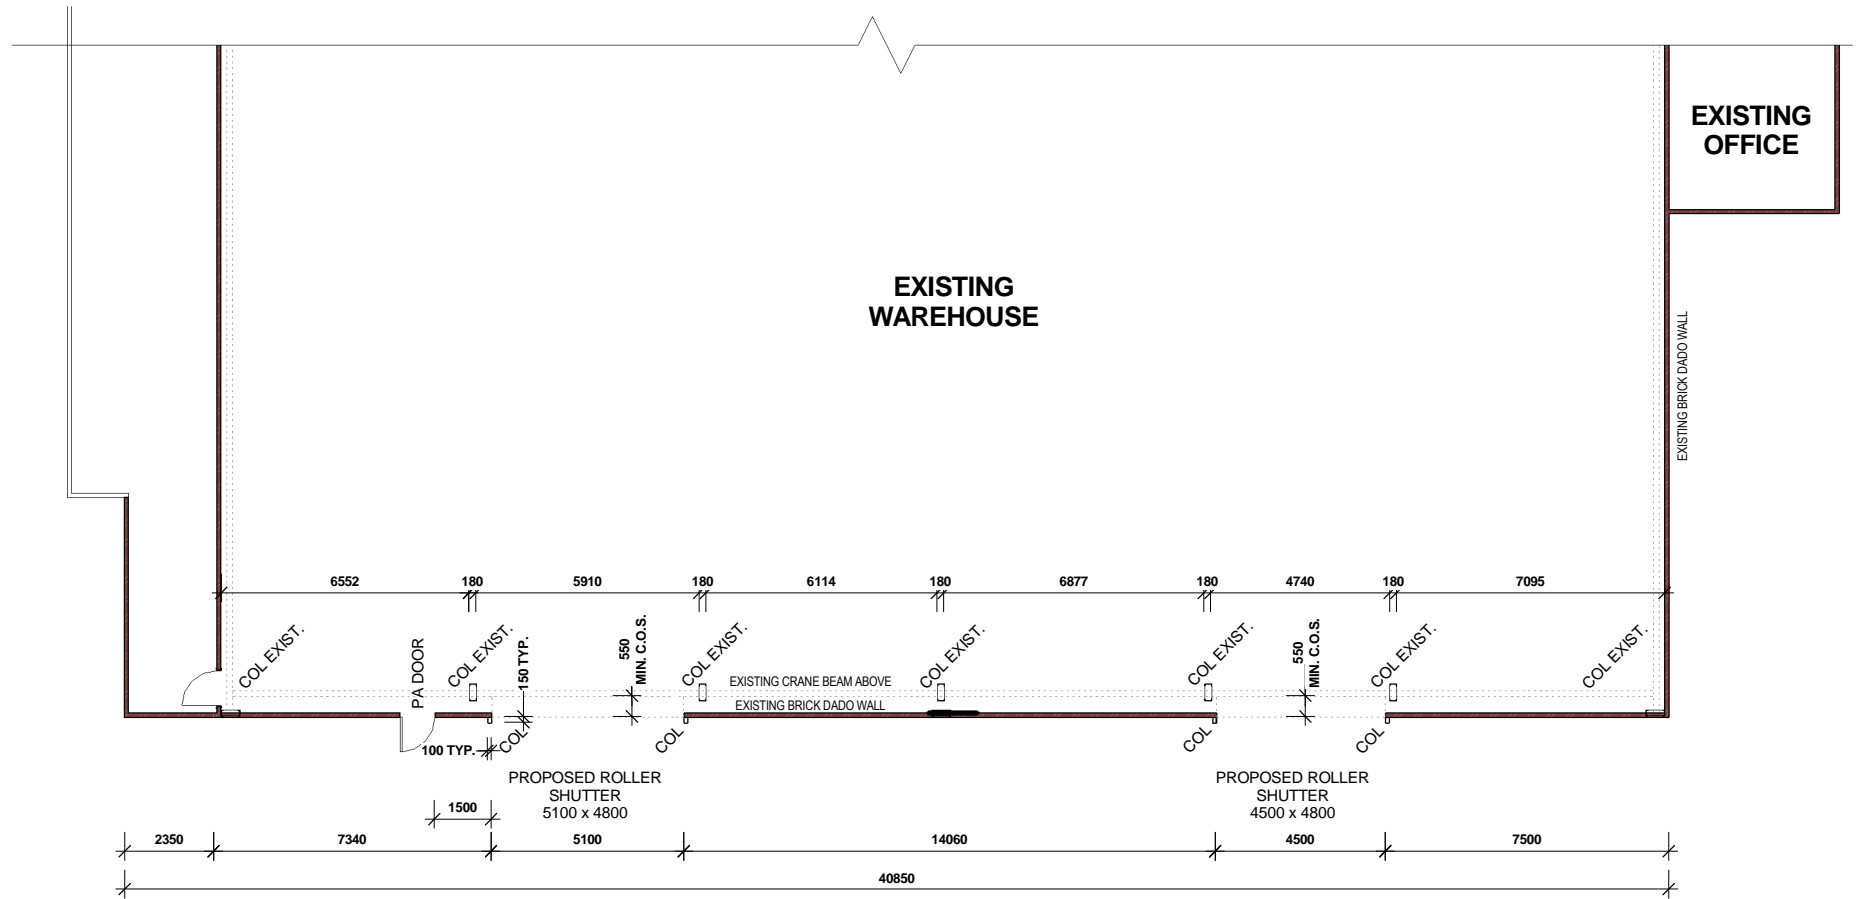 EXISTING
OFFICE
EXISTING
WAREHOUSE
EXISTING BRICK DADO WALL
6552
180
5910
180
6114
180
6877
180
4740
180
7095
COL EXIST.
PA DOOR
COL EXIST.
150 TYP.
550
MIN. C.O.S.
COL EXIST.
EXISTING CRANE BEAM ABOVE
EXISTING BRICK DADO WALL
COL EXIST.
COL EXIST.
550
MIN. C.O.S.
COL EXIST.
COL EXIST.
100 TYP.
COL
COL
COL
COL
PROPOSED ROLLER
SHUTTER
5100 x 4800
PROPOSED ROLLER
SHUTTER
4500 x 4800
1500
2350
7340
5100
14060
4500
7500
40850